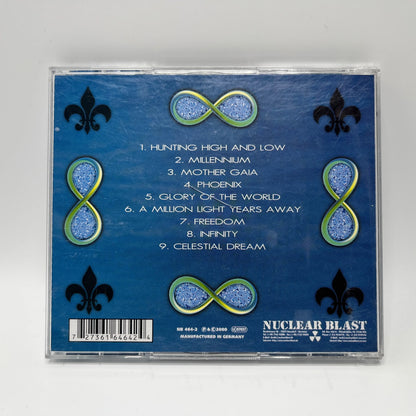 1. HUNTING HIGH AND LOW
2. MILLENNIUM
3. MOTHER GAIA
4. PHOENIX
5. GLORY OF THE WORLD
6. A MILLION LIGHT YEARS AWAY
7. FREEDOM
8. INFINITY
9. CELESTIAL DREAM
7 27361 64642 4
NB 464-2 ℗ & © 2000
MANUFACTURED IN GERMANY
NUCLEAR BLAST